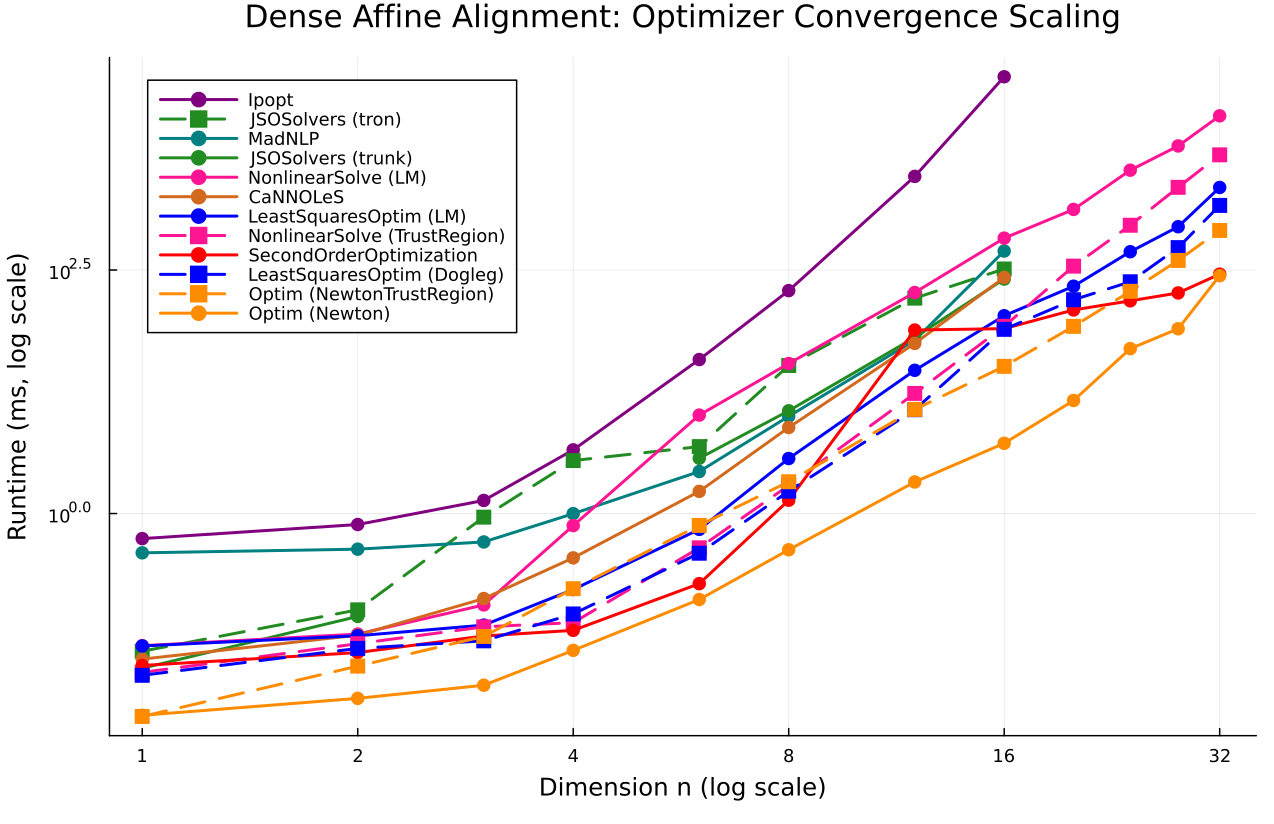 Dense Affine Alignment: Optimizer Convergence Scaling
Ipopt
JSOSolvers (tron)
MadNLP
JSOSolvers (trunk)
NonlinearSolve (LM)
CaNNOLeS
LeastSquaresOptim (LM)
NonlinearSolve (TrustRegion)
SecondOrderOptimization
LeastSquaresOptim (Dogleg)
Optim (NewtonTrustRegion)
Optim (Newton)
Runtime (ms, log scale)
10^2.5
10^0.0
1 2 4 8 16 32
Dimension n (log scale)